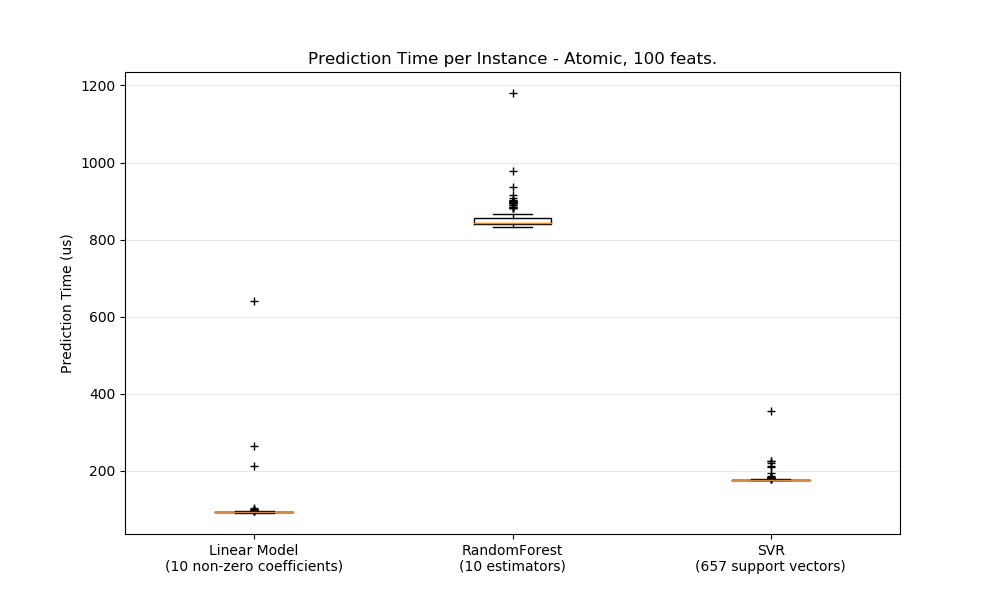 Prediction Time per Instance - Atomic, 100 feats.
Prediction Time (us)
1200
1000
800
600
400
200
Linear Model
(10 non-zero coefficients)
RandomForest
(10 estimators)
SVR
(657 support vectors)